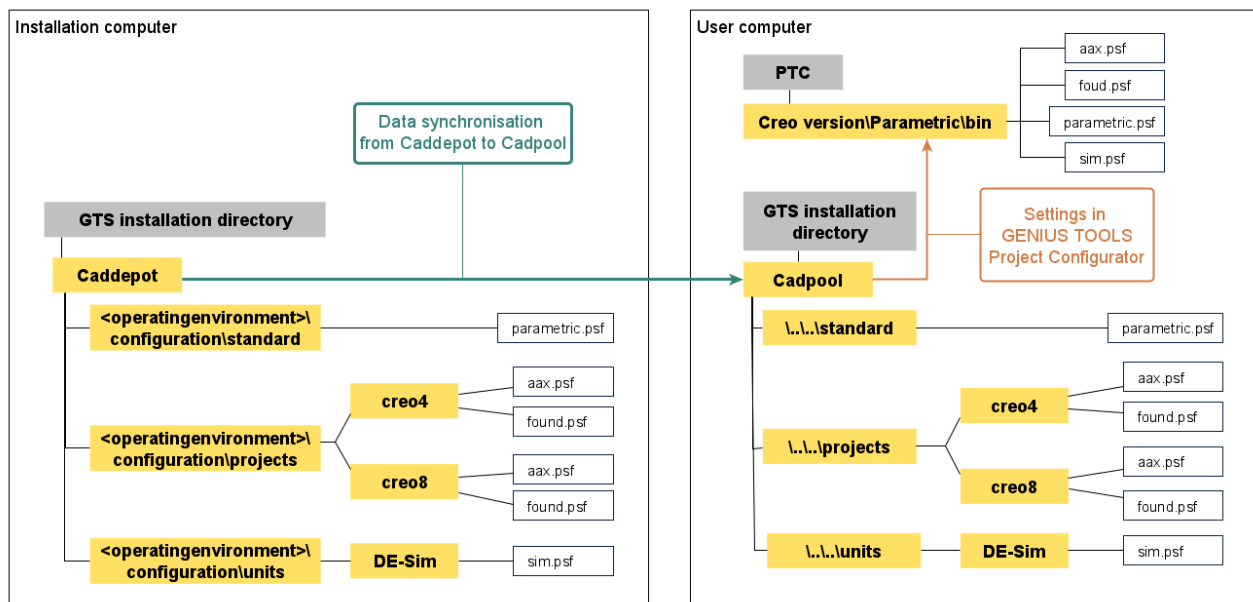 Installation computer
Data synchronisation
from Caddepot to Cadpool
GTS installation directory
Caddepot
<operatingenvironment>\
configuration\standard
parametric.psf
<operatingenvironment>\
configuration\projects
creo4
aax.psf
found.psf
creo8
aax.psf
found.psf
<operatingenvironment>\
configuration\units
DE-Sim
sim.psf
User computer
PTC
Creo version\Parametric\bin
aax.psf
foud.psf
parametric.psf
sim.psf
GTS installation
directory
Settings in
GENIUS TOOLS
Project Configurator
Cadpool
\..\..\standard
parametric.psf
\..\..\projects
creo4
aax.psf
found.psf
creo8
aax.psf
found.psf
\..\..\units
DE-Sim
sim.psf